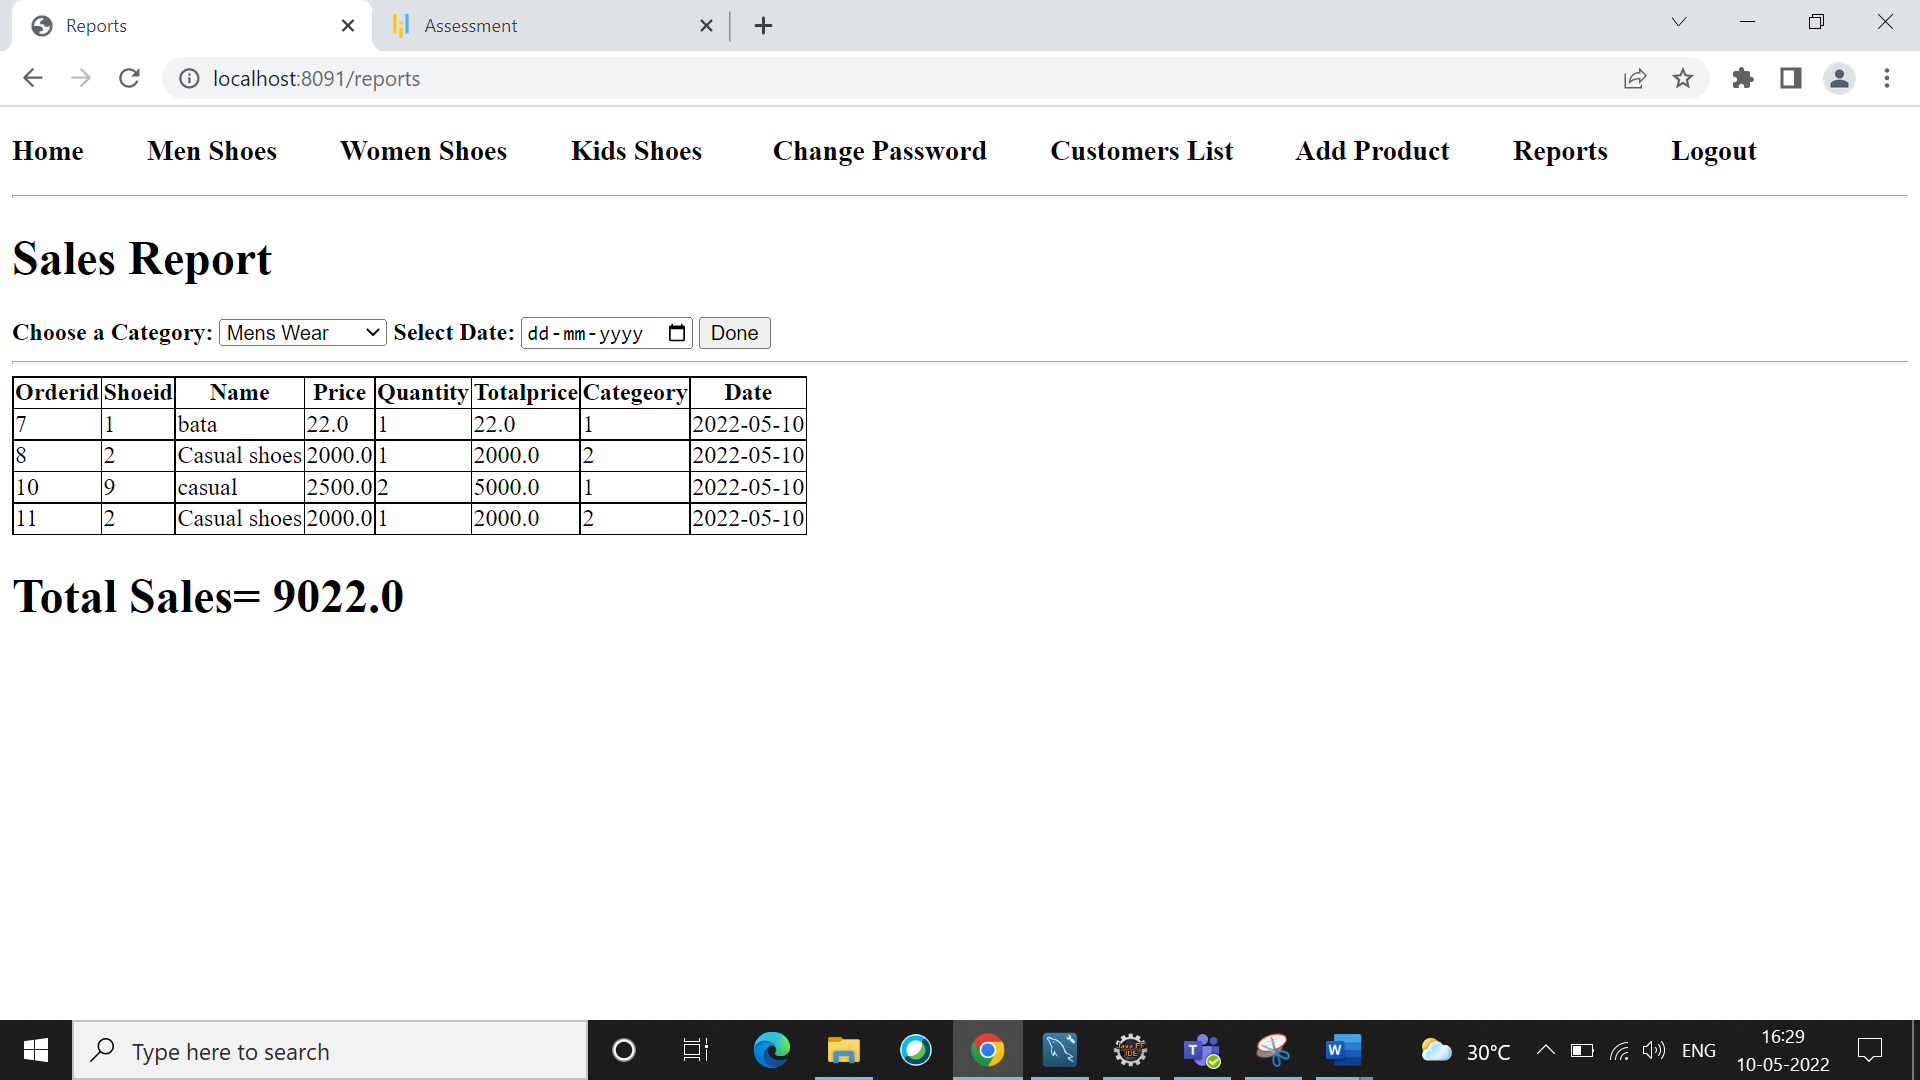 Reports
Assessment
localhost:8091/reports
Home Men Shoes Women Shoes Kids Shoes Change Password Customers List Add Product Reports Logout
Sales Report
Choose a Category: Mens Wear Select Date: dd-mm-yyyy Done
Orderid Shoeid Name Price Quantity Totalprice Categeory Date
7 1 bata 22.0 1 22.0 1 2022-05-10
8 2 Casual shoes 2000.0 1 2000.0 2 2022-05-10
10 9 casual 2500.0 2 5000.0 1 2022-05-10
11 2 Casual shoes 2000.0 1 2000.0 2 2022-05-10
Total Sales= 9022.0
Type here to search
Java EE
IDE
T
W
30°C
ENG
16:29
10-05-2022